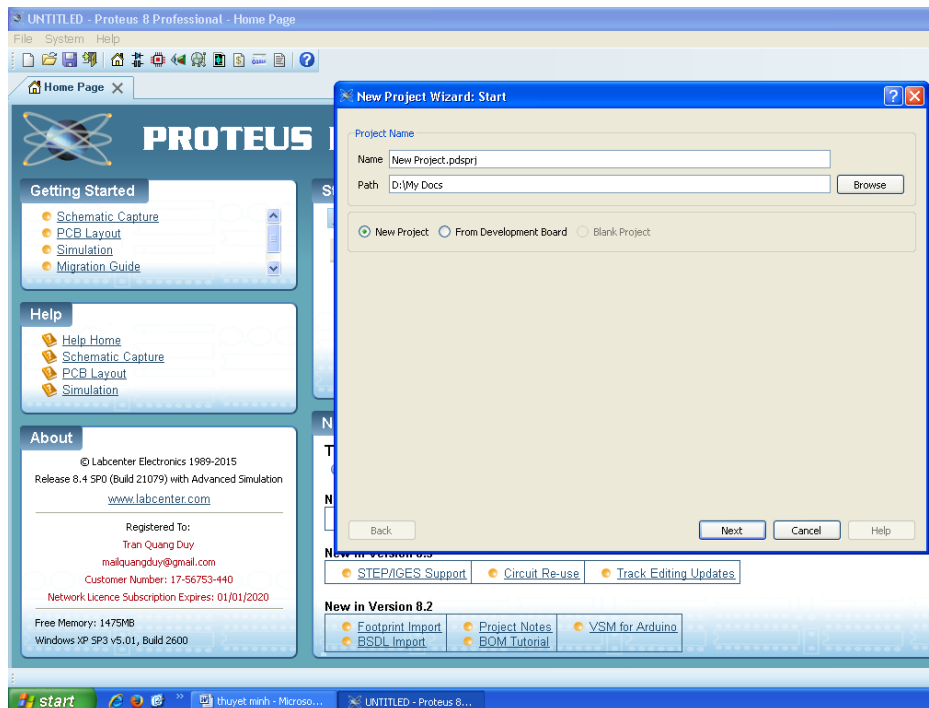 UNTITLED - Proteus 8 Professional - Home Page
File System Help
Home Page
PROTEUS
Getting Started
Schematic Capture
PCB Layout
Simulation
Migration Guide
Help
Help Home
Schematic Capture
PCB Layout
Simulation
About
© Labcenter Electronics 1989-2015
Release 8.4 SP0 (Build 21079) with Advanced Simulation
www.labcenter.com
Registered To:
Tran Quang Duy
mailquangduy@gmail.com
Customer Number: 17-56753-440
Network Licence Subscription Expires: 01/01/2020
Free Memory: 1475MB
Windows XP SP3 v5.01, Build 2600
New Project Wizard: Start
Project Name
Name New Project.pdsprj
Path D:\My Docs Browse
New Project From Development Board Blank Project
Back Next Cancel Help
STEP/IGES Support Circuit Re-use Track Editing Updates
New in Version 8.2
Footprint Import Project Notes VSM for Arduino
BSDL Import BOM Tutorial
start thuyet minh - Microso... UNTITLED - Proteus 8...